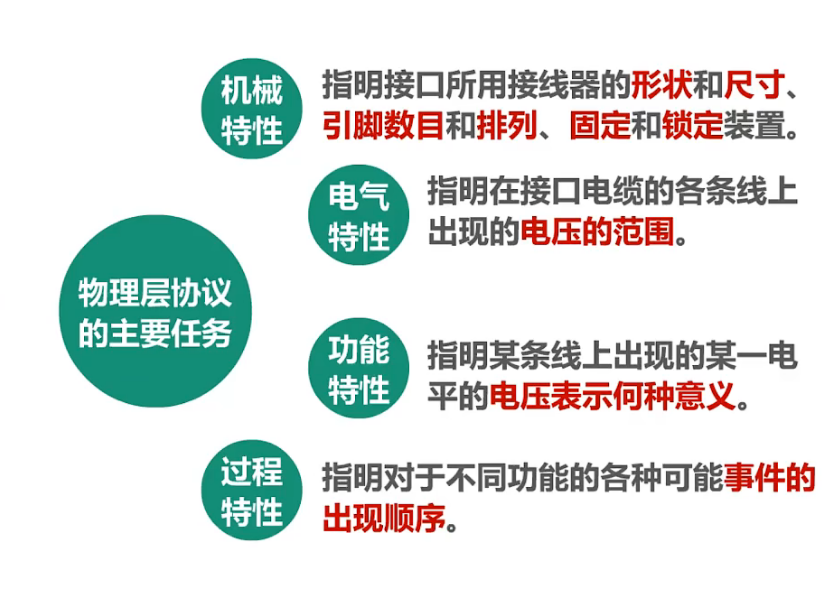 物理层协议
的主要任务
机械
特性
指明接口所用接线器的形状和尺寸、
引脚数目和排列、固定和锁定装置。
电气
特性
指明在接口电缆的各条线上
出现的电压的范围。
功能
特性
指明某条线上出现的某一电
平的电压表示何种意义。
过程
特性
指明对于不同功能的各种可能事件的
出现顺序。